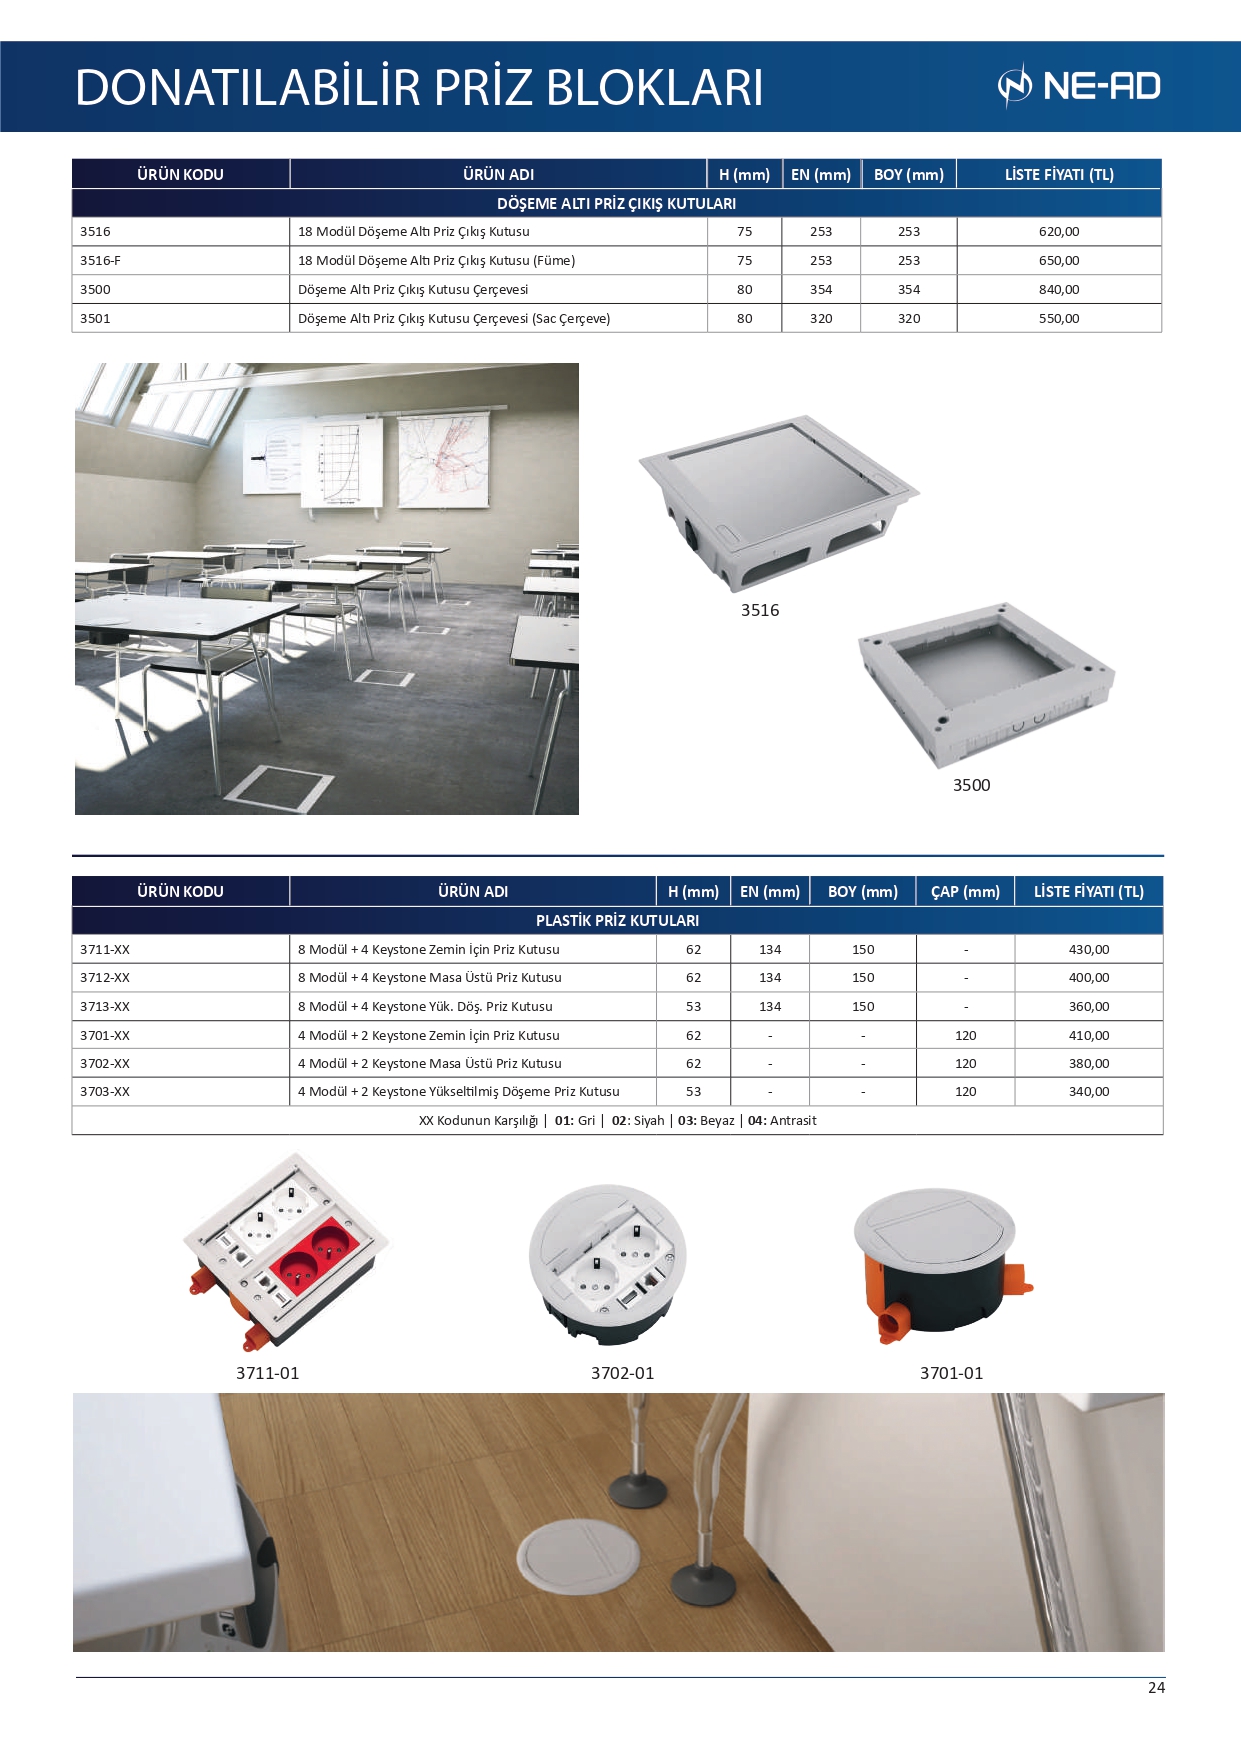 DONATILABİLİR PRİZ BLOKLARI
NE-AD
ÜRÜN KODU ÜRÜN ADI H (mm) EN (mm) BOY (mm) LİSTE FİYATI (TL)
DÖŞEME ALTI PRİZ ÇIKIŞ KUTULARI
3516 18 Modül Döşeme Altı Priz Çıkış Kutusu 75 253 253 620,00
3516-F 18 Modül Döşeme Altı Priz Çıkış Kutusu (Füme) 75 253 253 650,00
3500 Döşeme Altı Priz Çıkış Kutusu Çerçevesi 80 354 354 840,00
3501 Döşeme Altı Priz Çıkış Kutusu Çerçevesi (Sac Çerçeve) 80 320 320 550,00
3516
3500
ÜRÜN KODU ÜRÜN ADI H (mm) EN (mm) BOY (mm) ÇAP (mm) LİSTE FİYATI (TL)
PLASTİK PRİZ KUTULARI
3711-XX 8 Modül + 4 Keystone Zemin İçin Priz Kutusu 62 134 150 - 430,00
3712-XX 8 Modül + 4 Keystone Masa Üstü Priz Kutusu 62 134 150 - 400,00
3713-XX 8 Modül + 4 Keystone Yük. Döş. Priz Kutusu 53 134 150 - 360,00
3701-XX 4 Modül + 2 Keystone Zemin İçin Priz Kutusu 62 - - 120 410,00
3702-XX 4 Modül + 2 Keystone Masa Üstü Priz Kutusu 62 - - 120 380,00
3703-XX 4 Modül + 2 Keystone Yükseltilmiş Döşeme Priz Kutusu 53 - - 120 340,00
XX Kodunun Karşılığı | 01: Gri | 02: Siyah | 03: Beyaz | 04: Antrasit
3711-01
3702-01
3701-01
24